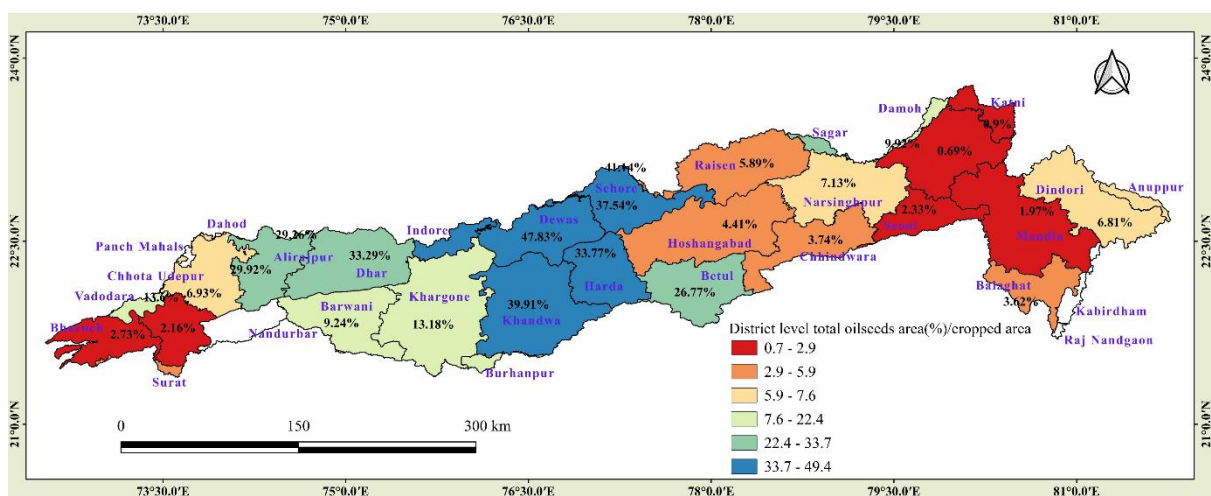 73°30.0'E 75°0.0'E 76°30.0'E 78°0.0'E 79°30.0'E 81°0.0'E
24°0.0'N
24°0.0'N
Damoh
Katni
0.9%
Sagar
9.92%
0.69%
41.14%
Raisen
5.89%
Sehore
37.54%
7.13%
Narsinghpur
Dindori
Anuppur
6.81%
Dahod
Dewas
47.83%
Indore
4.41%
Hoshangabad
2.33%
Seoni
1.97%
Mandla
22°30.0'N
22°30.0'N
Panch Mahals
29.26%
Alirajpur
33.29%
Dhar
33.77%
Harda
3.74%
Chhindwara
Chhota Udepur
29.92%
6.93%
Betul
26.77%
Balaghat
3.62%
Vadodara
Khargone
13.18%
39.91%
Khandwa
Barwani
9.24%
Kabirdham
Bharuch
2.73%
2.16%
Nandurbar
Raj Nandgaon
Surat
Burhanpur
District level total oilseeds area(%)/cropped area
0.7 - 2.9
2.9 - 5.9
5.9 - 7.6
7.6 - 22.4
22.4 - 33.7
33.7 - 49.4
0 150 300 km
21°0.0'N
21°0.0'N
73°30.0'E 75°0.0'E 76°30.0'E 78°0.0'E 79°30.0'E 81°0.0'E